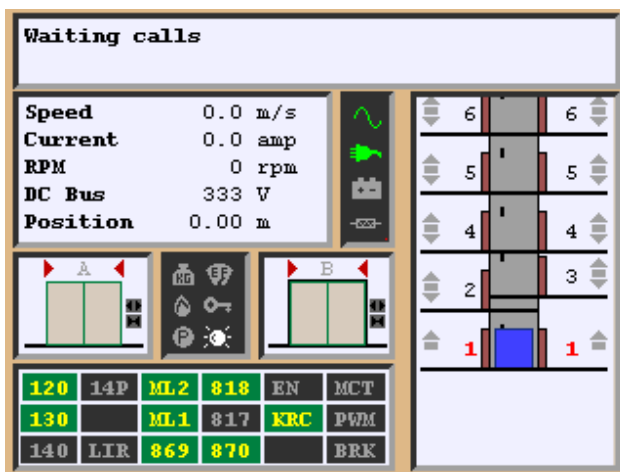 Waiting calls
Speed 0.0 m/s
Current 0.0 amp
RPM 0 rpm
DC Bus 333 V
Position 0.00 m
6 6
5 5
4 4
2 3
1 1
A KG EF B
P
120 14P ML2 818 EN MCT
130 ML1 817 KRC PWM
140 LIR 869 870 BRK